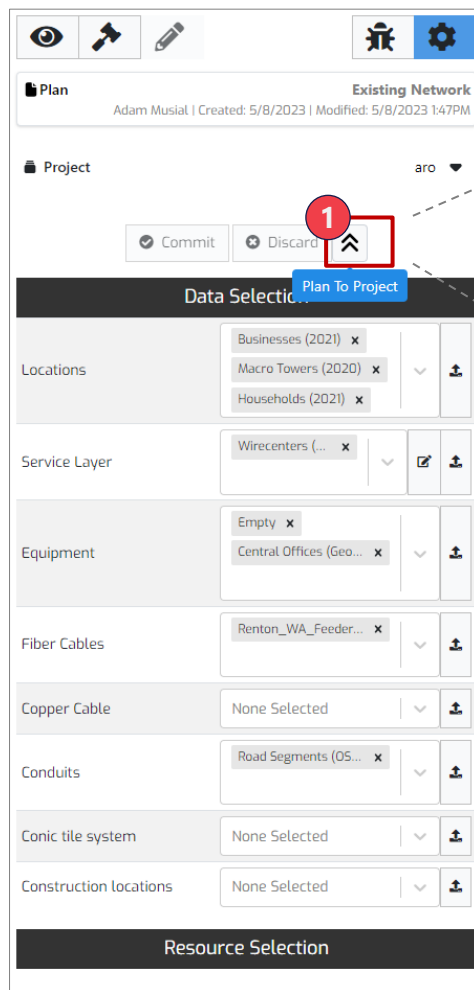 Plan
Existing Network
Adam Musial | Created: 5/8/2023 | Modified: 5/8/2023 1:47PM
Project
aro
1
Commit
Discard
Plan To Project
Data Selection
Locations
Businesses (2021) x
Macro Towers (2020) x
Households (2021) x
Service Layer
Wirecenters (... x
Equipment
Empty x
Central Offices (Geo... x
Fiber Cables
Renton_WA_Feeder... x
Copper Cable
None Selected
Conduits
Road Segments (OS... x
Conic tile system
None Selected
Construction locations
None Selected
Resource Selection